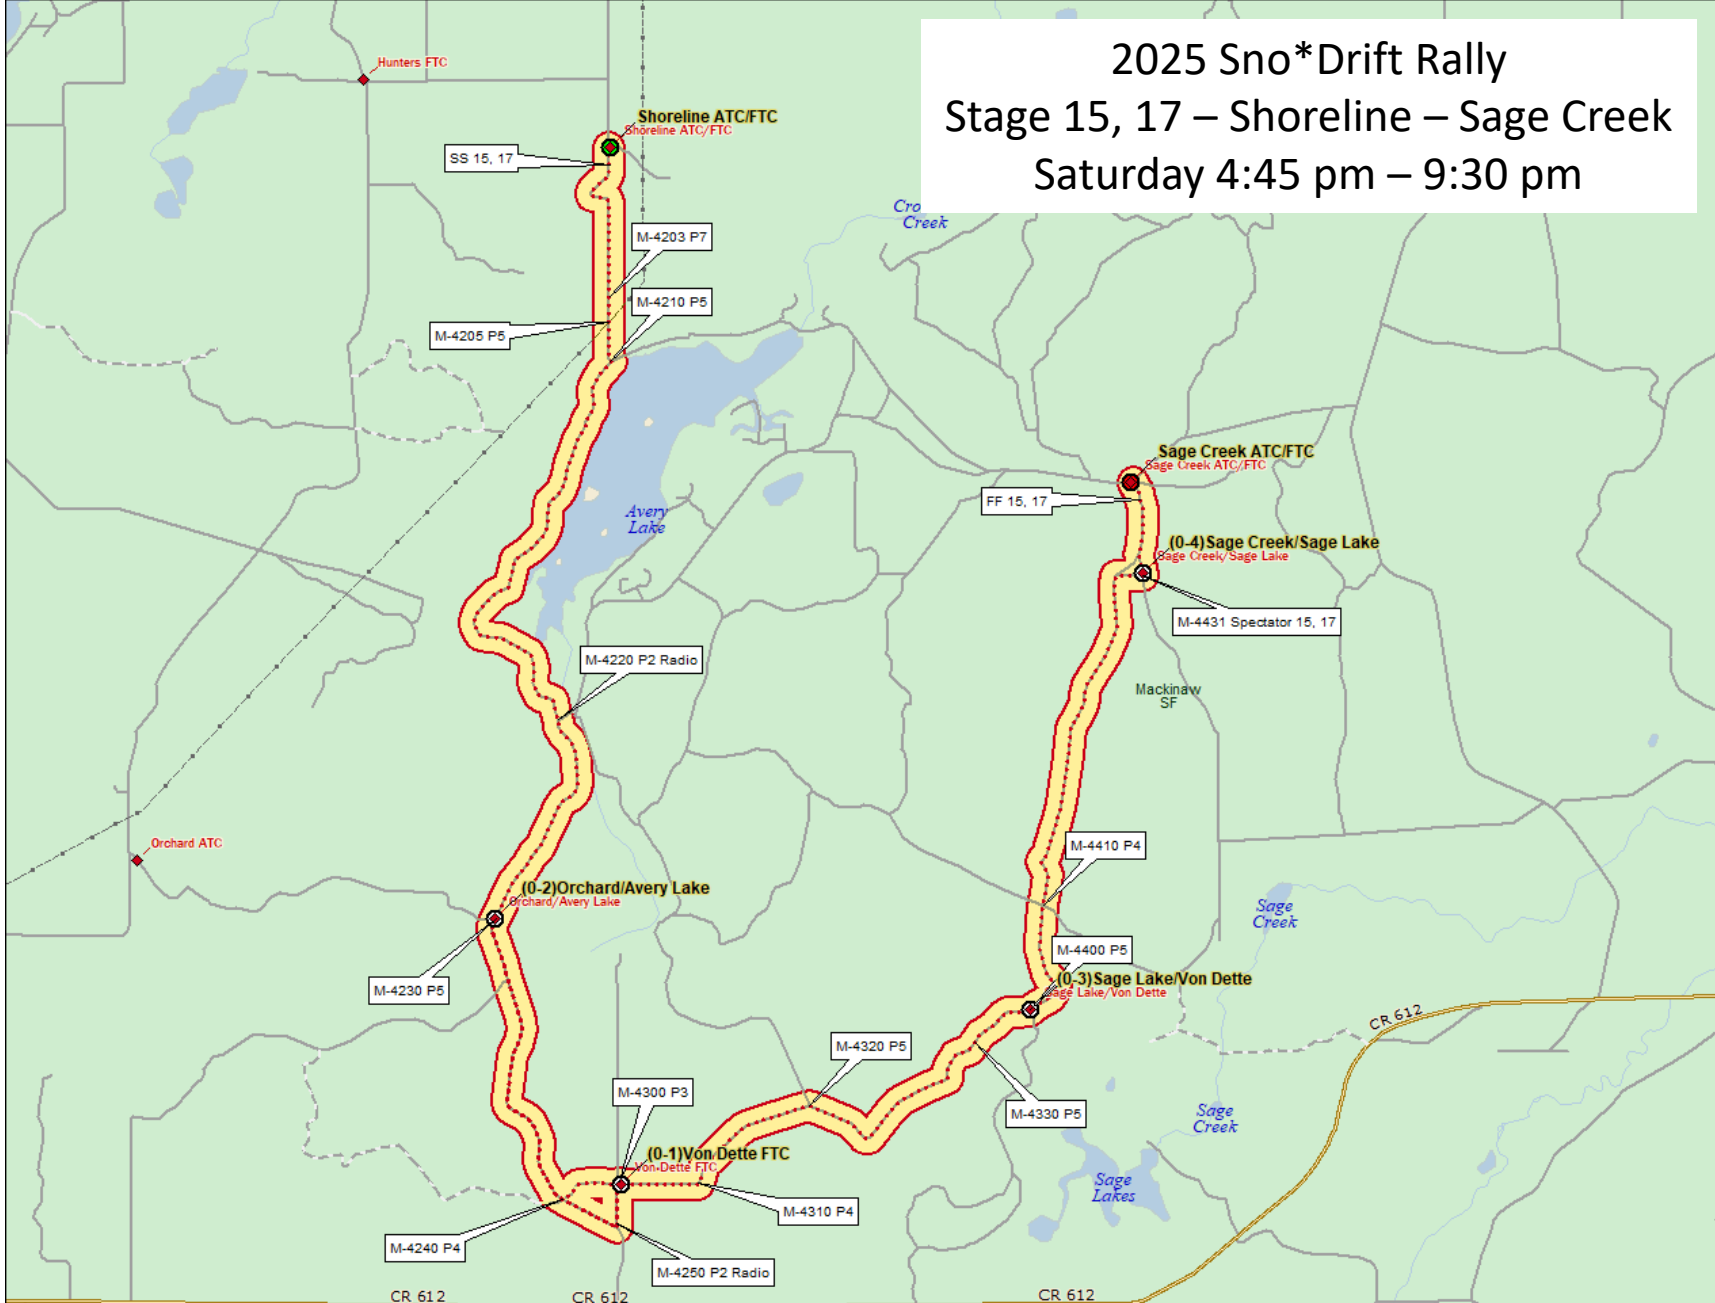 2025 Sno*Drift Rally
Stage 15, 17 – Shoreline – Sage Creek
Saturday 4:45 pm – 9:30 pm
Hunters FTC
Shoreline ATC/FTC
Shoreline ATC/FTC
SS 15, 17
Cro
Creek
M-4203 P7
M-4210 P5
M-4205 P5
Sage Creek ATC/FTC
Sage Creek ATC/FTC
FF 15, 17
Avery
Lake
(0-4)Sage Creek/Sage Lake
Sage Creek/Sage Lake
M-4431 Spectator 15, 17
M-4220 P2 Radio
Mackinaw
SF
Orchard ATC
M-4410 P4
(0-2)Orchard/Avery Lake
Orchard/Avery Lake
Sage
Creek
M-4400 P5
(0-3)Sage Lake/Von Dette
Sage Lake/Von Dette
M-4230 P5
CR 612
M-4320 P5
M-4300 P3
M-4330 P5
Sage
Creek
(0-1)Von Dette FTC
Von Dette FTC
Sage
Lakes
M-4310 P4
M-4240 P4
M-4250 P2 Radio
CR 612
CR 612
CR 612